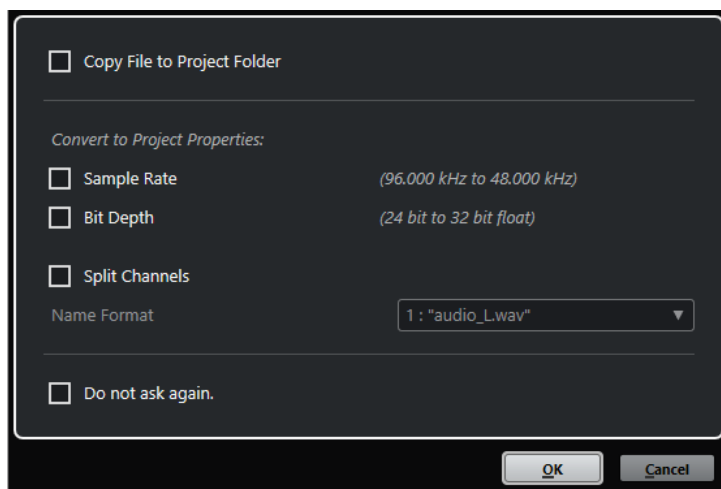 Copy File to Project Folder
Convert to Project Properties:
Sample Rate (96.000 kHz to 48.000 kHz)
Bit Depth (24 bit to 32 bit float)
Split Channels
Name Format 1 : "audio_L.wav"
Do not ask again.
OK Cancel